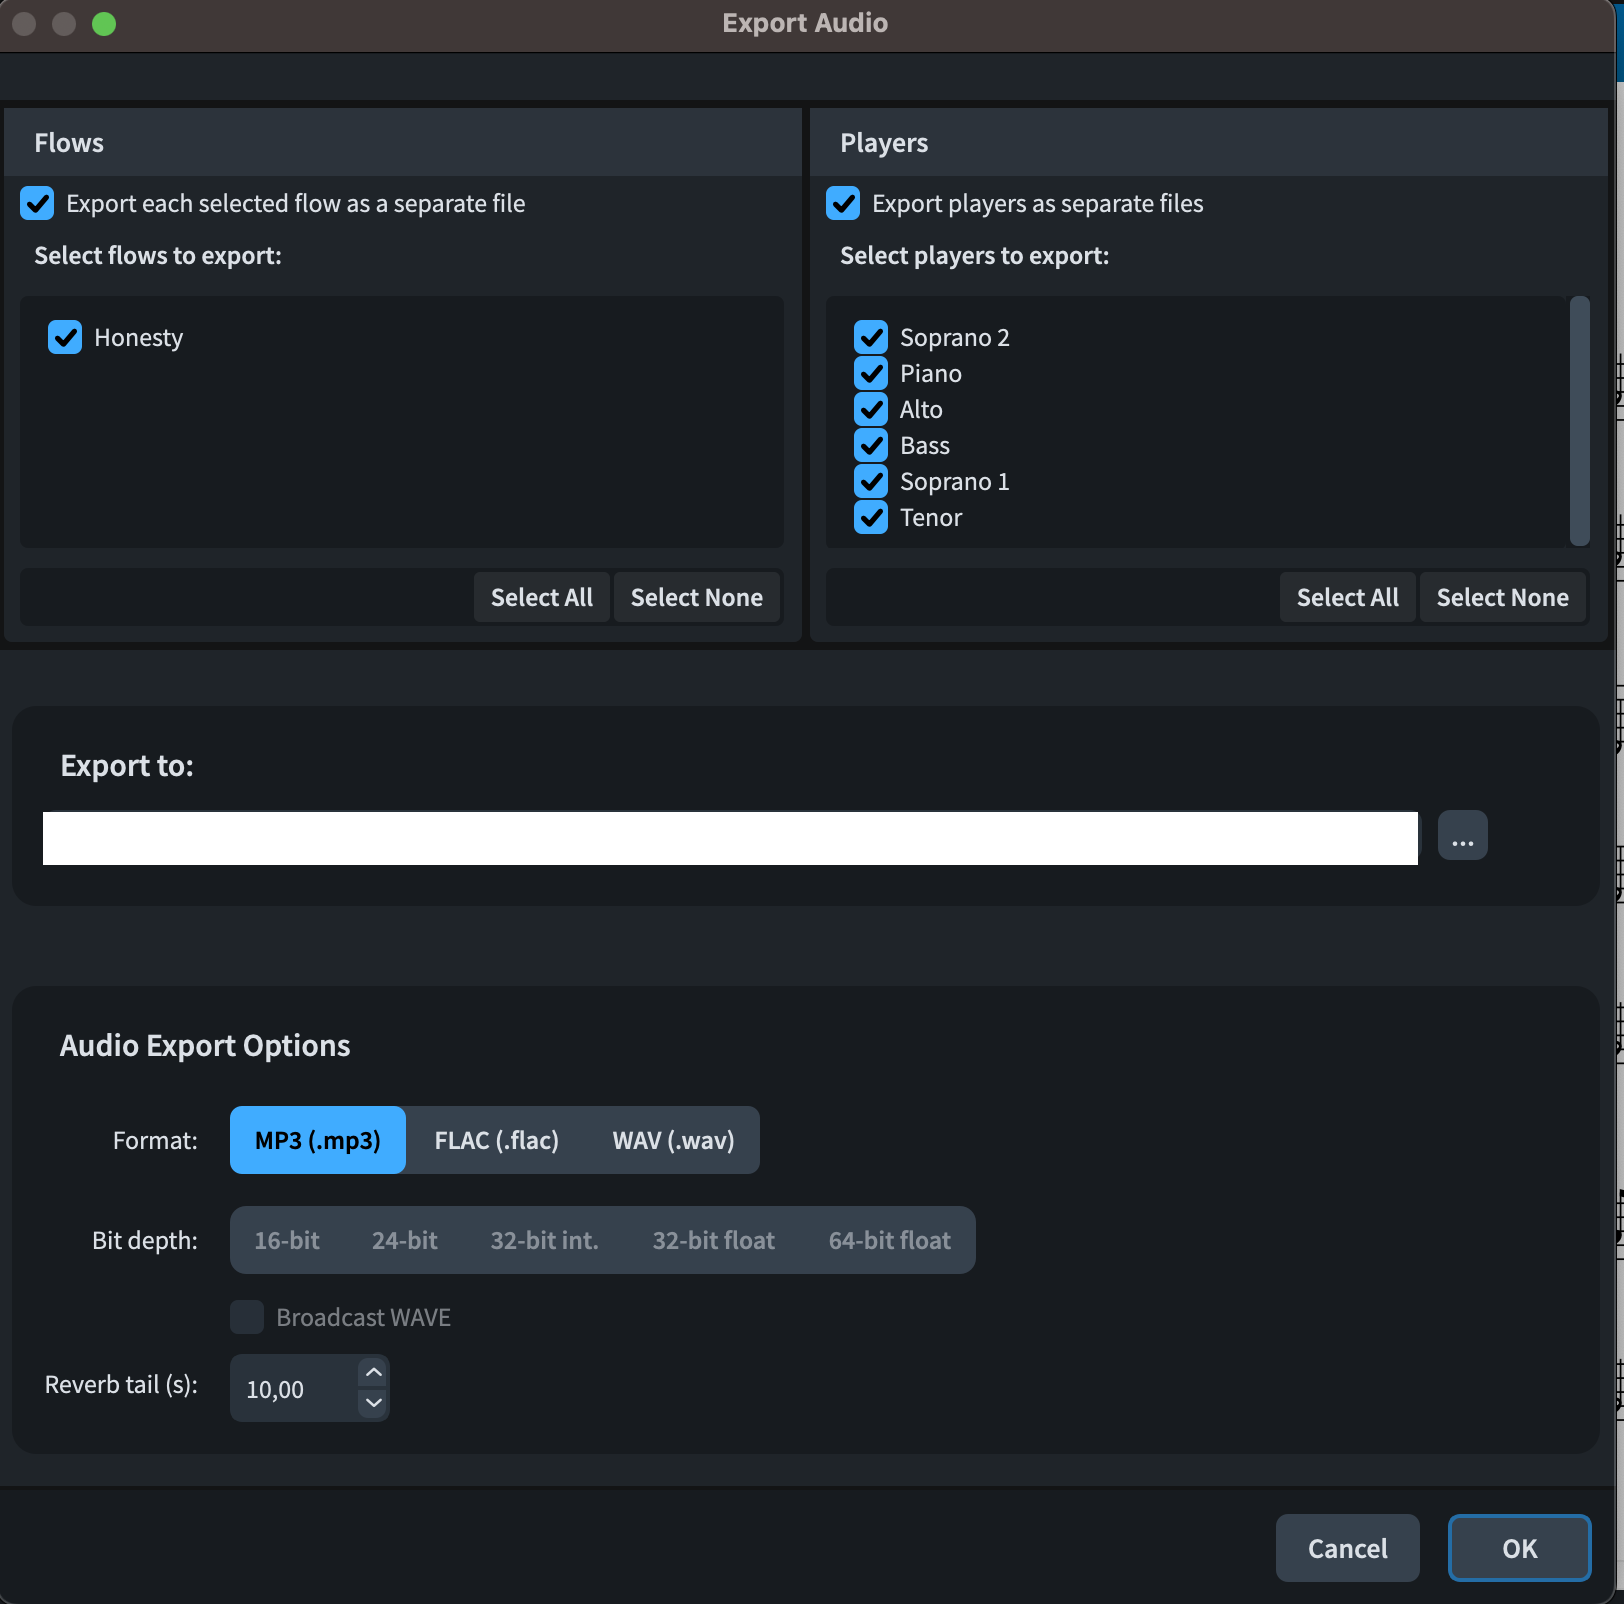 Export Audio
Flows
Export each selected flow as a separate file
Select flows to export:
Honesty
Select All
Select None
Players
Export players as separate files
Select players to export:
Soprano 2
Piano
Alto
Bass
Soprano 1
Tenor
Select All
Select None
Export to:
...
Audio Export Options
Format: MP3 (.mp3) FLAC (.flac) WAV (.wav)
Bit depth: 16-bit 24-bit 32-bit int. 32-bit float 64-bit float
Broadcast WAVE
Reverb tail (s): 10,00
Cancel OK